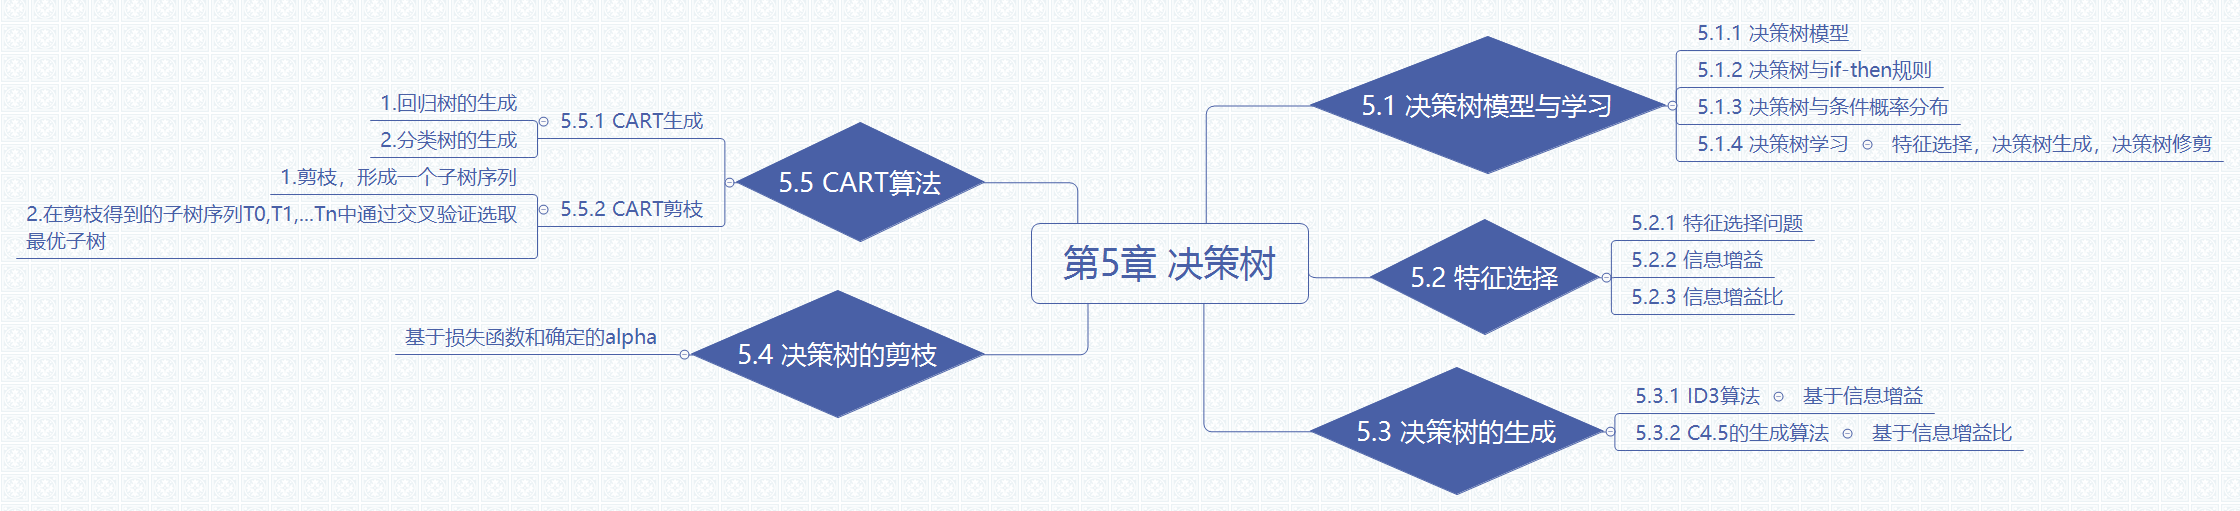 第5章 决策树
5.1 决策树模型与学习
5.1.1 决策树模型
5.1.2 决策树与if-then规则
5.1.3 决策树与条件概率分布
5.1.4 决策树学习
特征选择，决策树生成，决策树修剪
5.2 特征选择
5.2.1 特征选择问题
5.2.2 信息增益
5.2.3 信息增益比
5.3 决策树的生成
5.3.1 ID3算法
基于信息增益
5.3.2 C4.5的生成算法
基于信息增益比
5.4 决策树的剪枝
基于损失函数和确定的alpha
5.5 CART算法
5.5.1 CART生成
1.回归树的生成
2.分类树的生成
5.5.2 CART剪枝
1.剪枝，形成一个子树序列
2.在剪枝得到的子树序列T0,T1,...Tn中通过交叉验证选取
最优子树